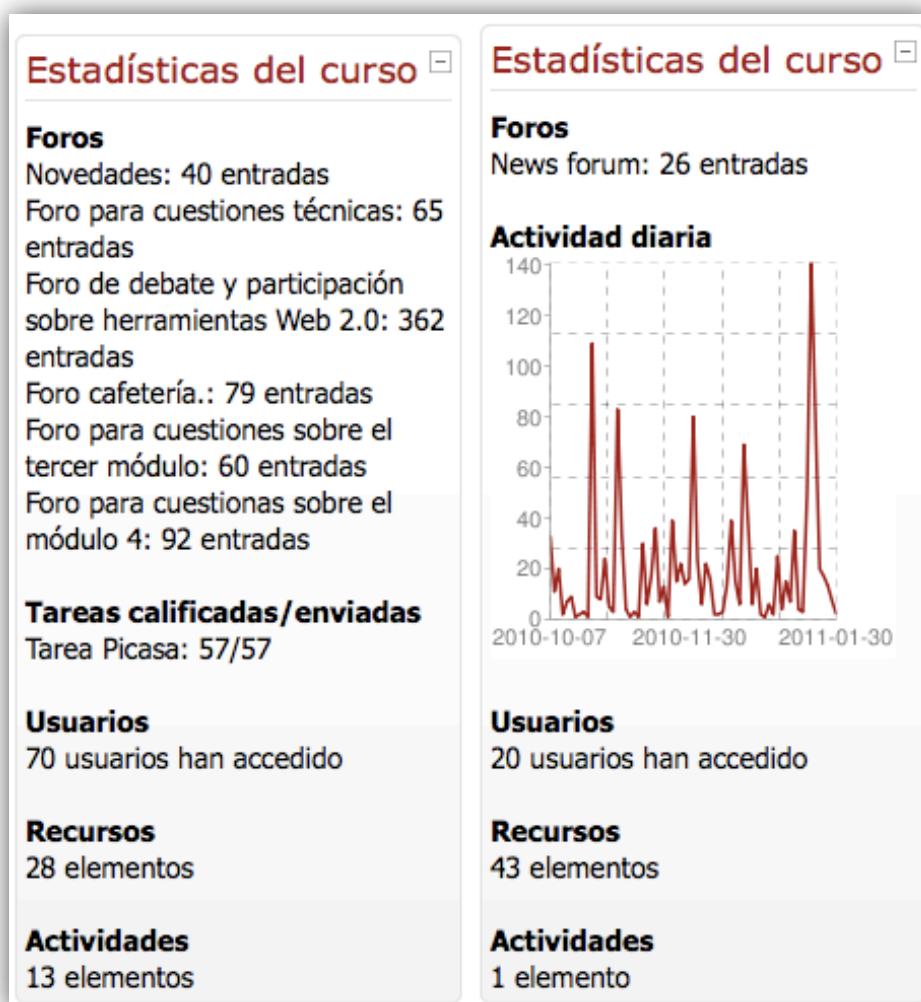 Estadísticas del curso
Foros
Novedades: 40 entradas
Foro para cuestiones técnicas: 65
entradas
Foro de debate y participación
sobre herramientas Web 2.0: 362
entradas
Foro cafetería.: 79 entradas
Foro para cuestiones sobre el
tercer módulo: 60 entradas
Foro para cuestionas sobre el
módulo 4: 92 entradas
Tareas calificadas/enviadas
Tarea Picasa: 57/57
Usuarios
70 usuarios han accedido
Recursos
28 elementos
Actividades
13 elementos
Estadísticas del curso
Foros
News forum: 26 entradas
Actividad diaria
140
120
100
80
60
40
20
0
2010-10-07 2010-11-30 2011-01-30
Usuarios
20 usuarios han accedido
Recursos
43 elementos
Actividades
1 elemento